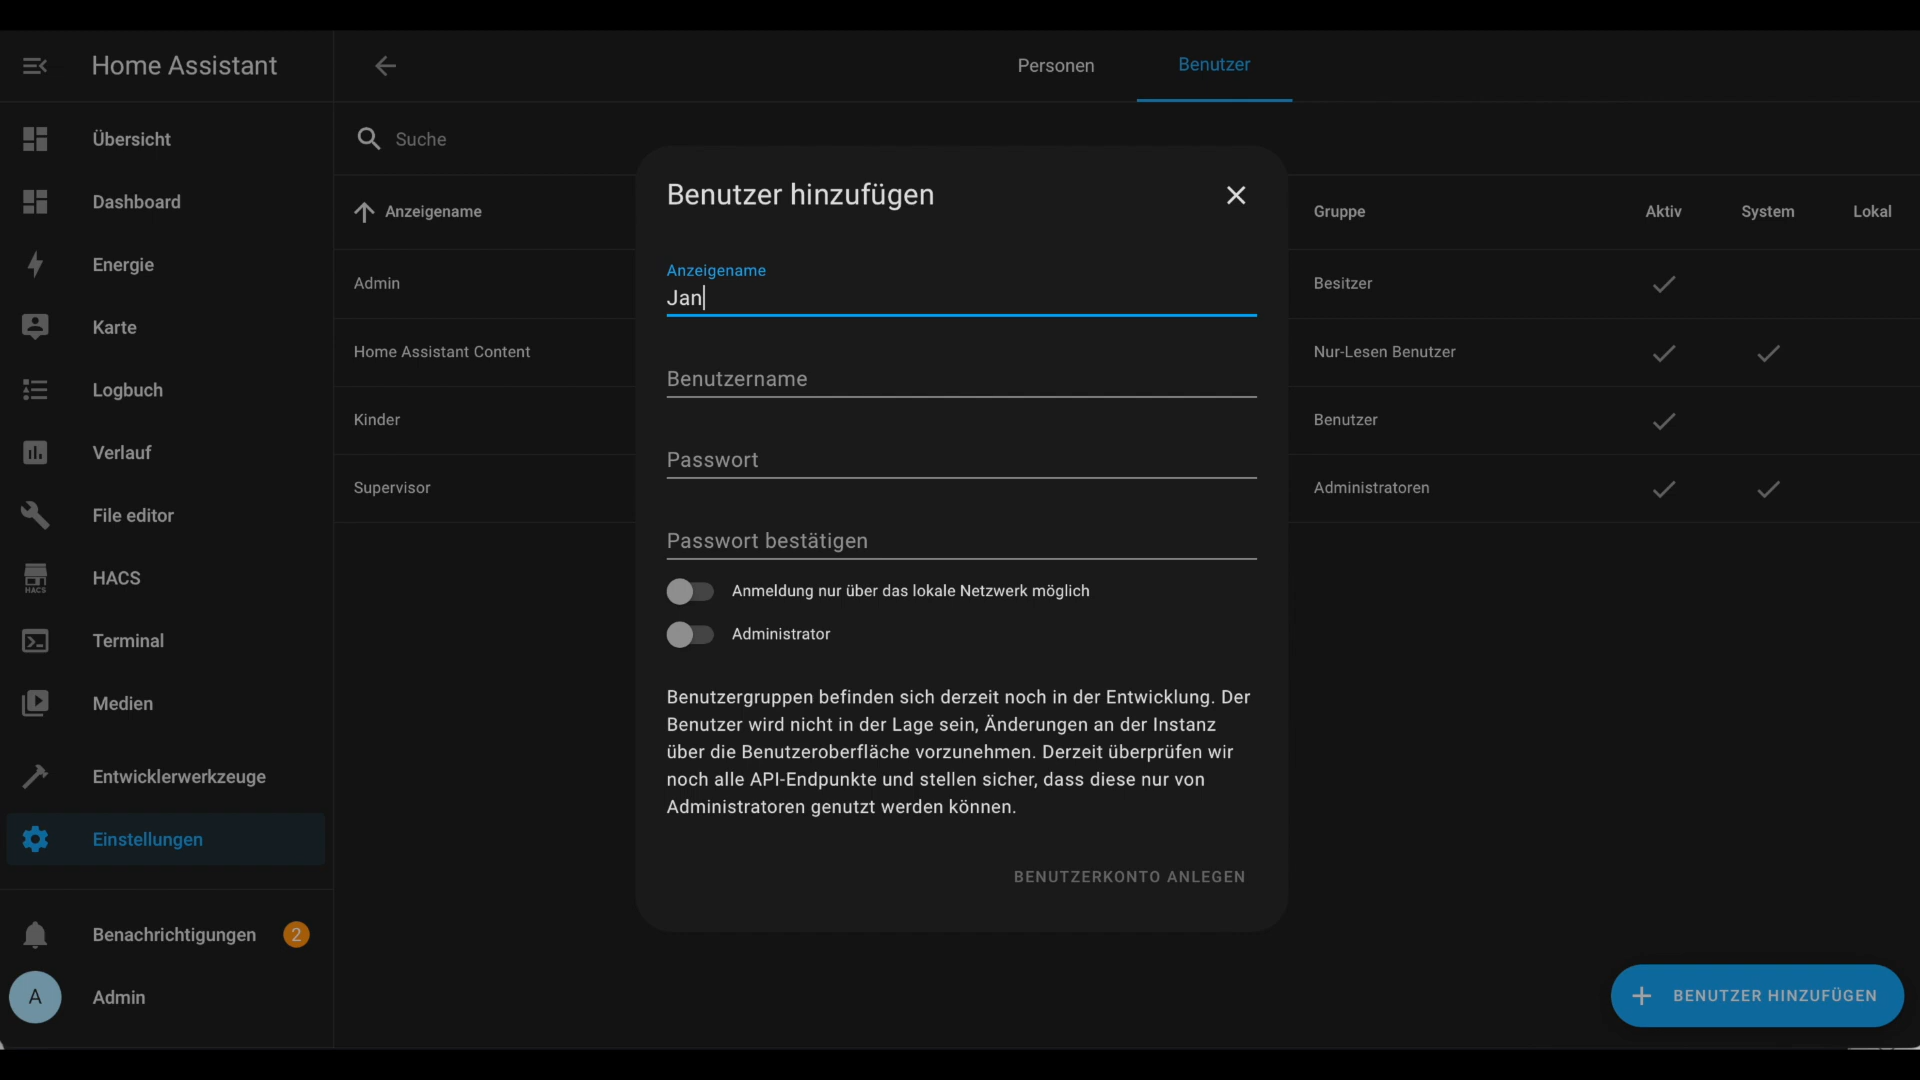 Home Assistant
Personen
Benutzer
Übersicht
Dashboard
Energie
Karte
Logbuch
Verlauf
File editor
HACS
HACS
Terminal
Medien
Entwicklerwerkzeuge
Einstellungen
Benachrichtigungen 2
A Admin
Suche
Anzeigename
Gruppe
Aktiv
System
Lokal
Admin
Besitzer
Home Assistant Content
Nur-Lesen Benutzer
Kinder
Benutzer
Supervisor
Administratoren
Benutzer hinzufügen
Anzeigename
Jan
Benutzername
Passwort
Passwort bestätigen
Anmeldung nur über das lokale Netzwerk möglich
Administrator
Benutzergruppen befinden sich derzeit noch in der Entwicklung. Der
Benutzer wird nicht in der Lage sein, Änderungen an der Instanz
über die Benutzeroberfläche vorzunehmen. Derzeit überprüfen wir
noch alle API-Endpunkte und stellen sicher, dass diese nur von
Administratoren genutzt werden können.
BENUTZERKONTO ANLEGEN
BENUTZER HINZUFÜGEN